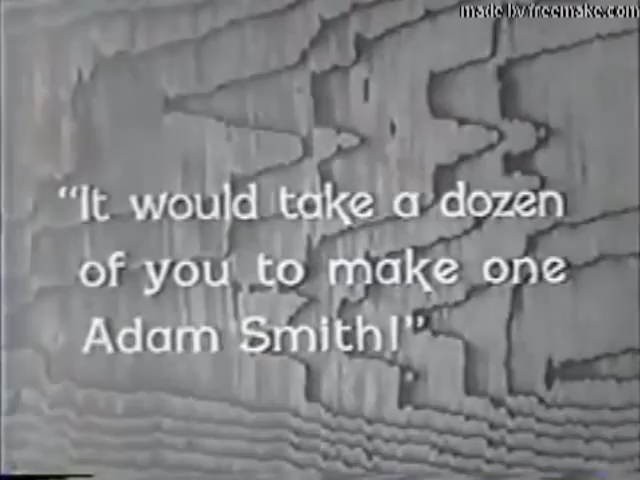 made by freemake.com
“It would take a dozen
of you to make one
Adam Smith!”